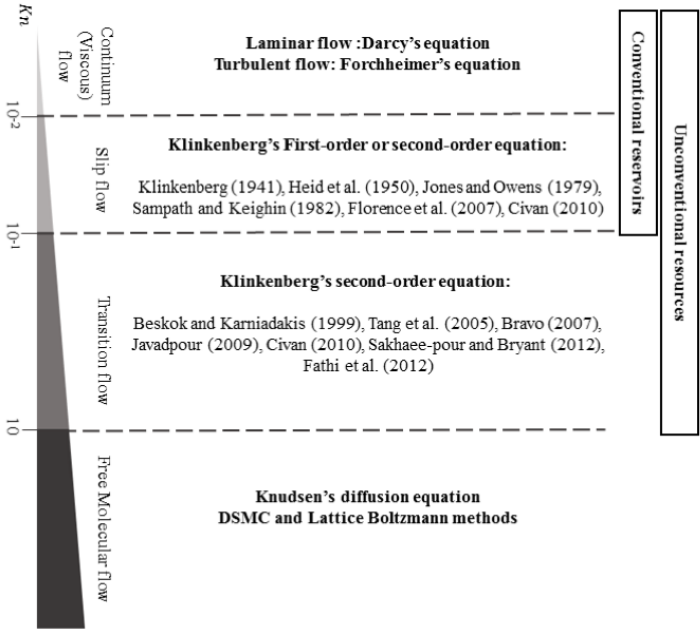 Kn
Continuum
(Viscous)
flow
Laminar flow :Darcy's equation
Turbulent flow: Forchheimer's equation
10-2
Slip flow
Klinkenberg's First-order or second-order equation:
Klinkenberg (1941), Heid et al. (1950), Jones and Owens (1979),
Sampath and Keighin (1982), Florence et al. (2007), Civan (2010)
10-1
Transition flow
Klinkenberg's second-order equation:
Beskok and Karniadakis (1999), Tang et al. (2005), Bravo (2007),
Javadpour (2009), Civan (2010), Sakhaee-pour and Bryant (2012),
Fathi et al. (2012)
10
Free Molecular flow
Knudsen's diffusion equation
DSMC and Lattice Boltzmann methods
Conventional reservoirs
Unconventional resources